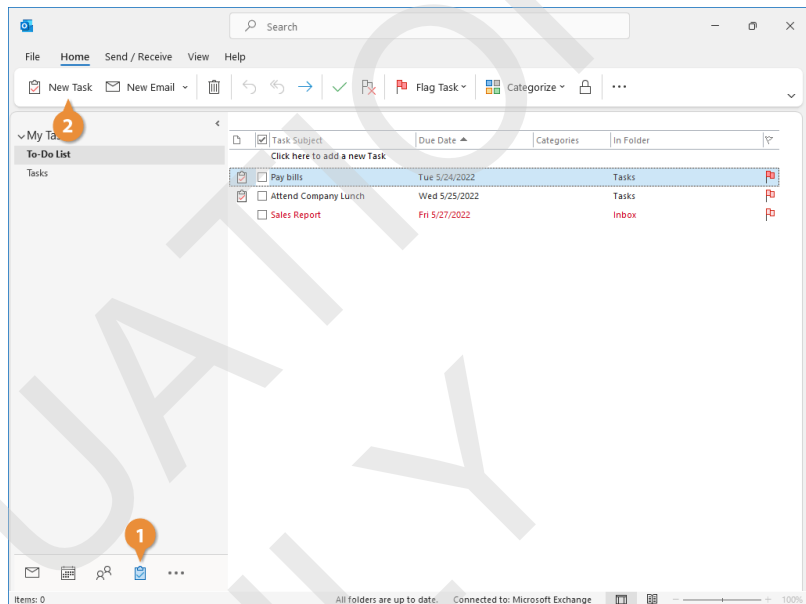 Search
File Home Send / Receive View Help
New Task New Email Flag Task Categorize
2
My Ta
To-Do List
Tasks
Task Subject Due Date Categories In Folder
Click here to add a new Task
Pay bills Tue 5/24/2022 Tasks
Attend Company Lunch Wed 5/25/2022 Tasks
Sales Report Fri 5/27/2022 Inbox
1
Items: 0 All folders are up to date. Connected to: Microsoft Exchange 100%